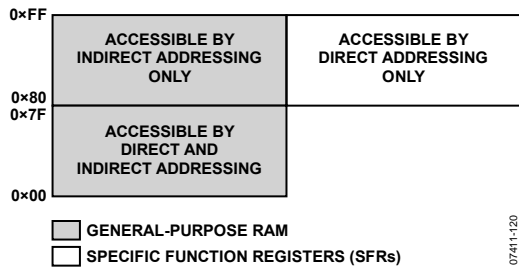 0×FF
ACCESSIBLE BY
INDIRECT ADDRESSING
ONLY
ACCESSIBLE BY
DIRECT ADDRESSING
ONLY
0×80
0×7F
ACCESSIBLE BY
DIRECT AND
INDIRECT ADDRESSING
0×00
GENERAL-PURPOSE RAM
SPECIFIC FUNCTION REGISTERS (SFRs)
07411-120